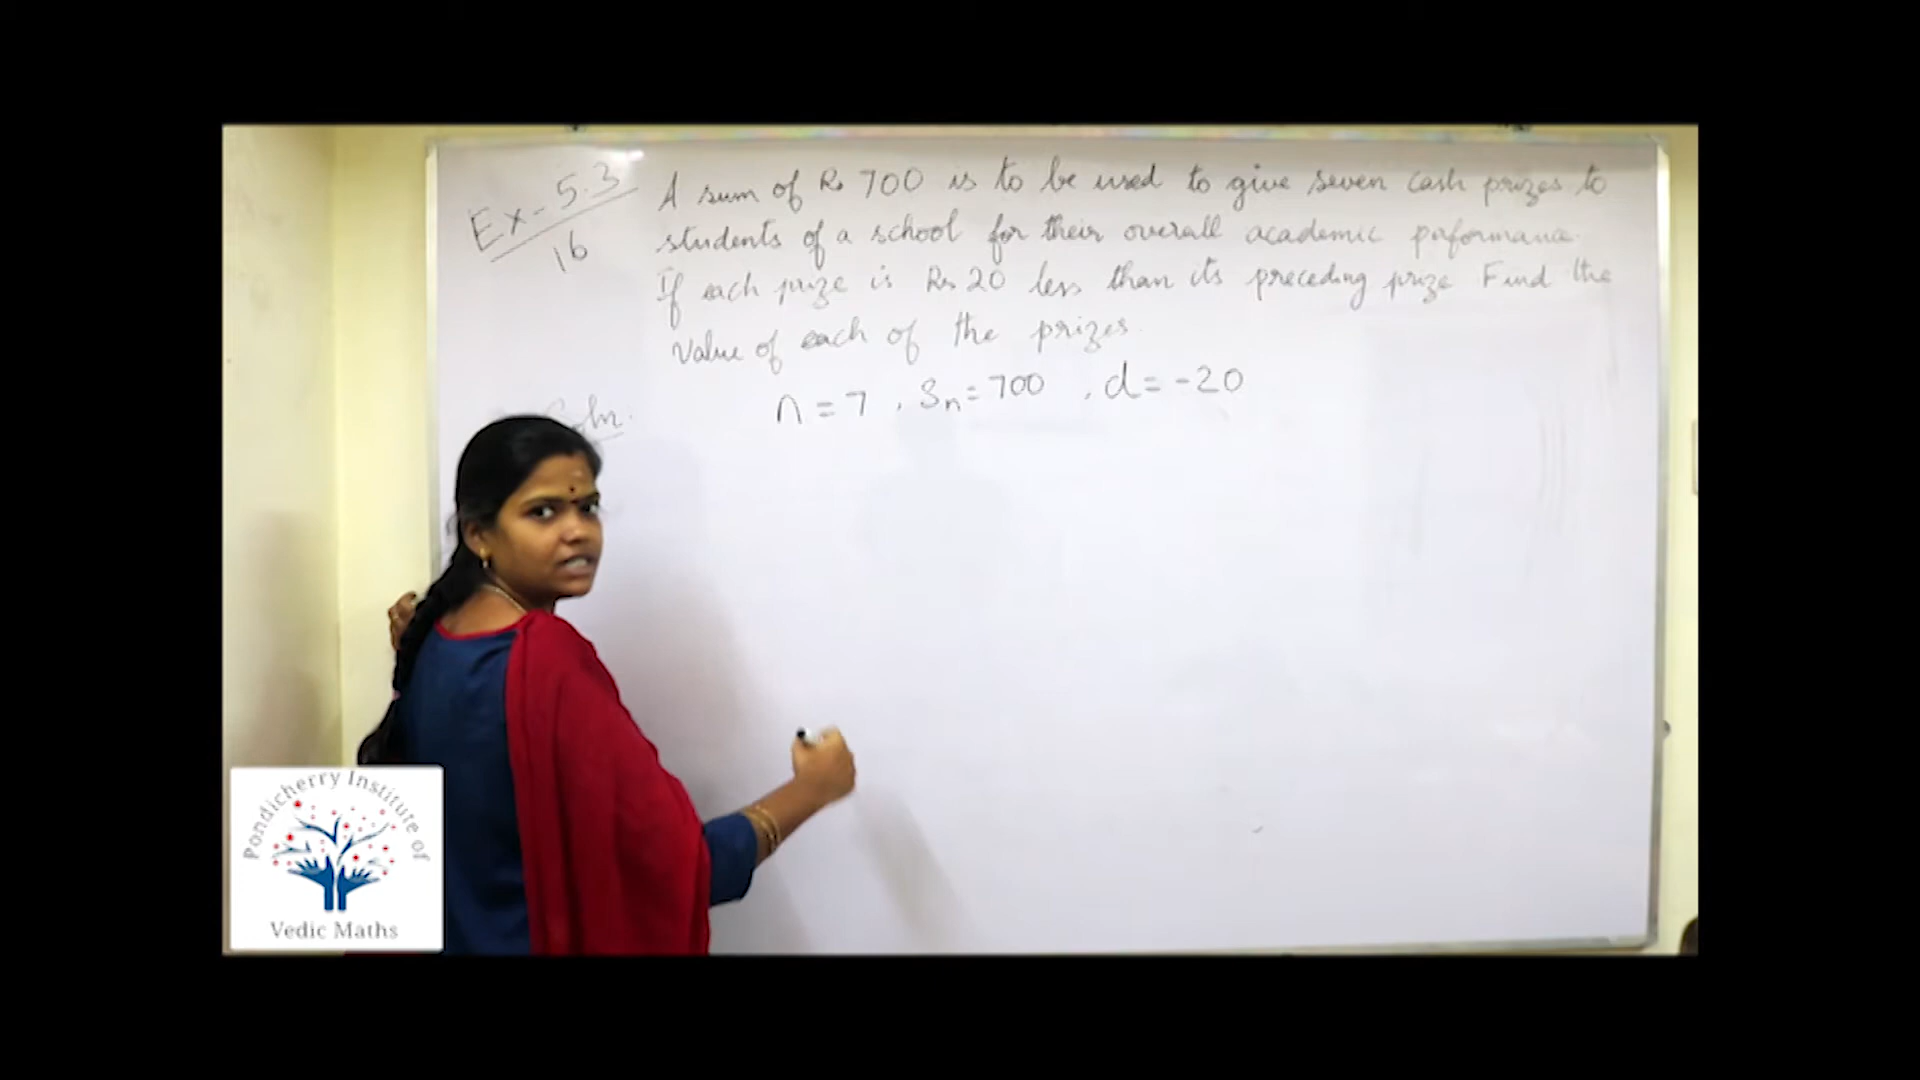 Ex-5.3
16
A sum of Rs 700 is to be used to give seven cash prizes to
students of a school for their overall academic performance.
If each prize is Rs 20 less than its preceding prize Find the
Value of each of the prizes.
Soln.
n = 7 , Sn = 700 , d = -20
Pondicherry Institute of
Vedic Maths